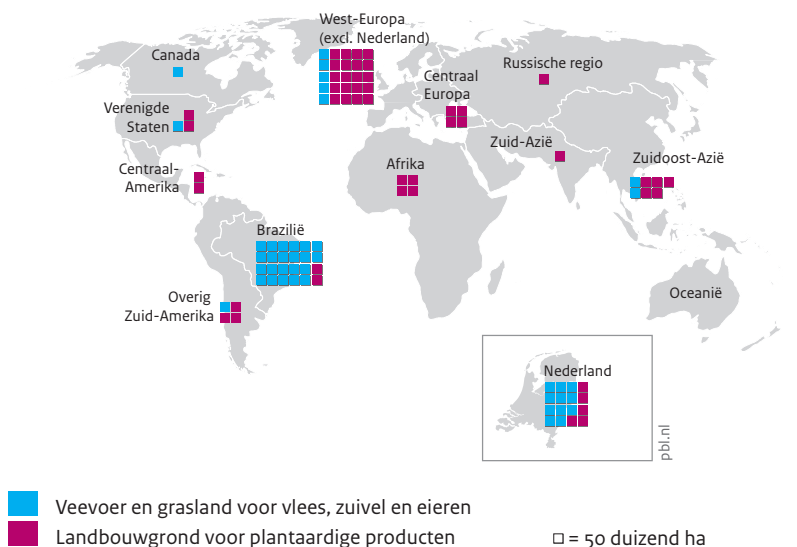 West-Europa
(excl. Nederland)
Canada
Russische regio
Centraal
Europa
Verenigde
Staten
Zuid-Azië
Zuidoost-Azië
Centraal-
Amerika
Afrika
Brazilië
Oceanië
Overig
Zuid-Amerika
Nederland
pbl.nl
Veevoer en grasland voor vlees, zuivel en eieren
Landbouwgrond voor plantaardige producten
= 50 duizend ha